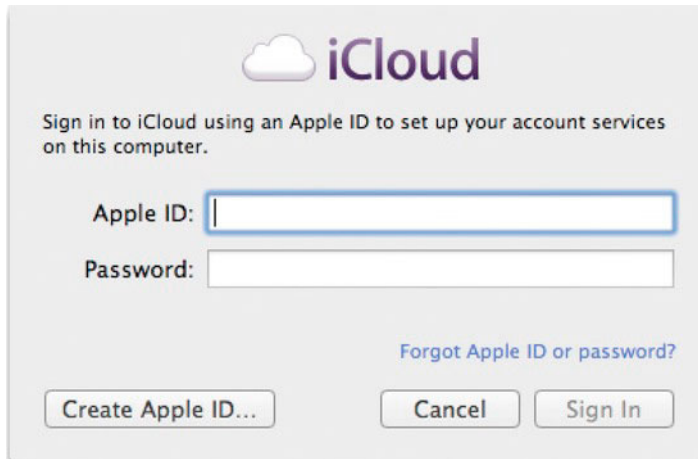 iCloud
Sign in to iCloud using an Apple ID to set up your account services
on this computer.
Apple ID:
Password:
Forgot Apple ID or password?
Create Apple ID... Cancel Sign In